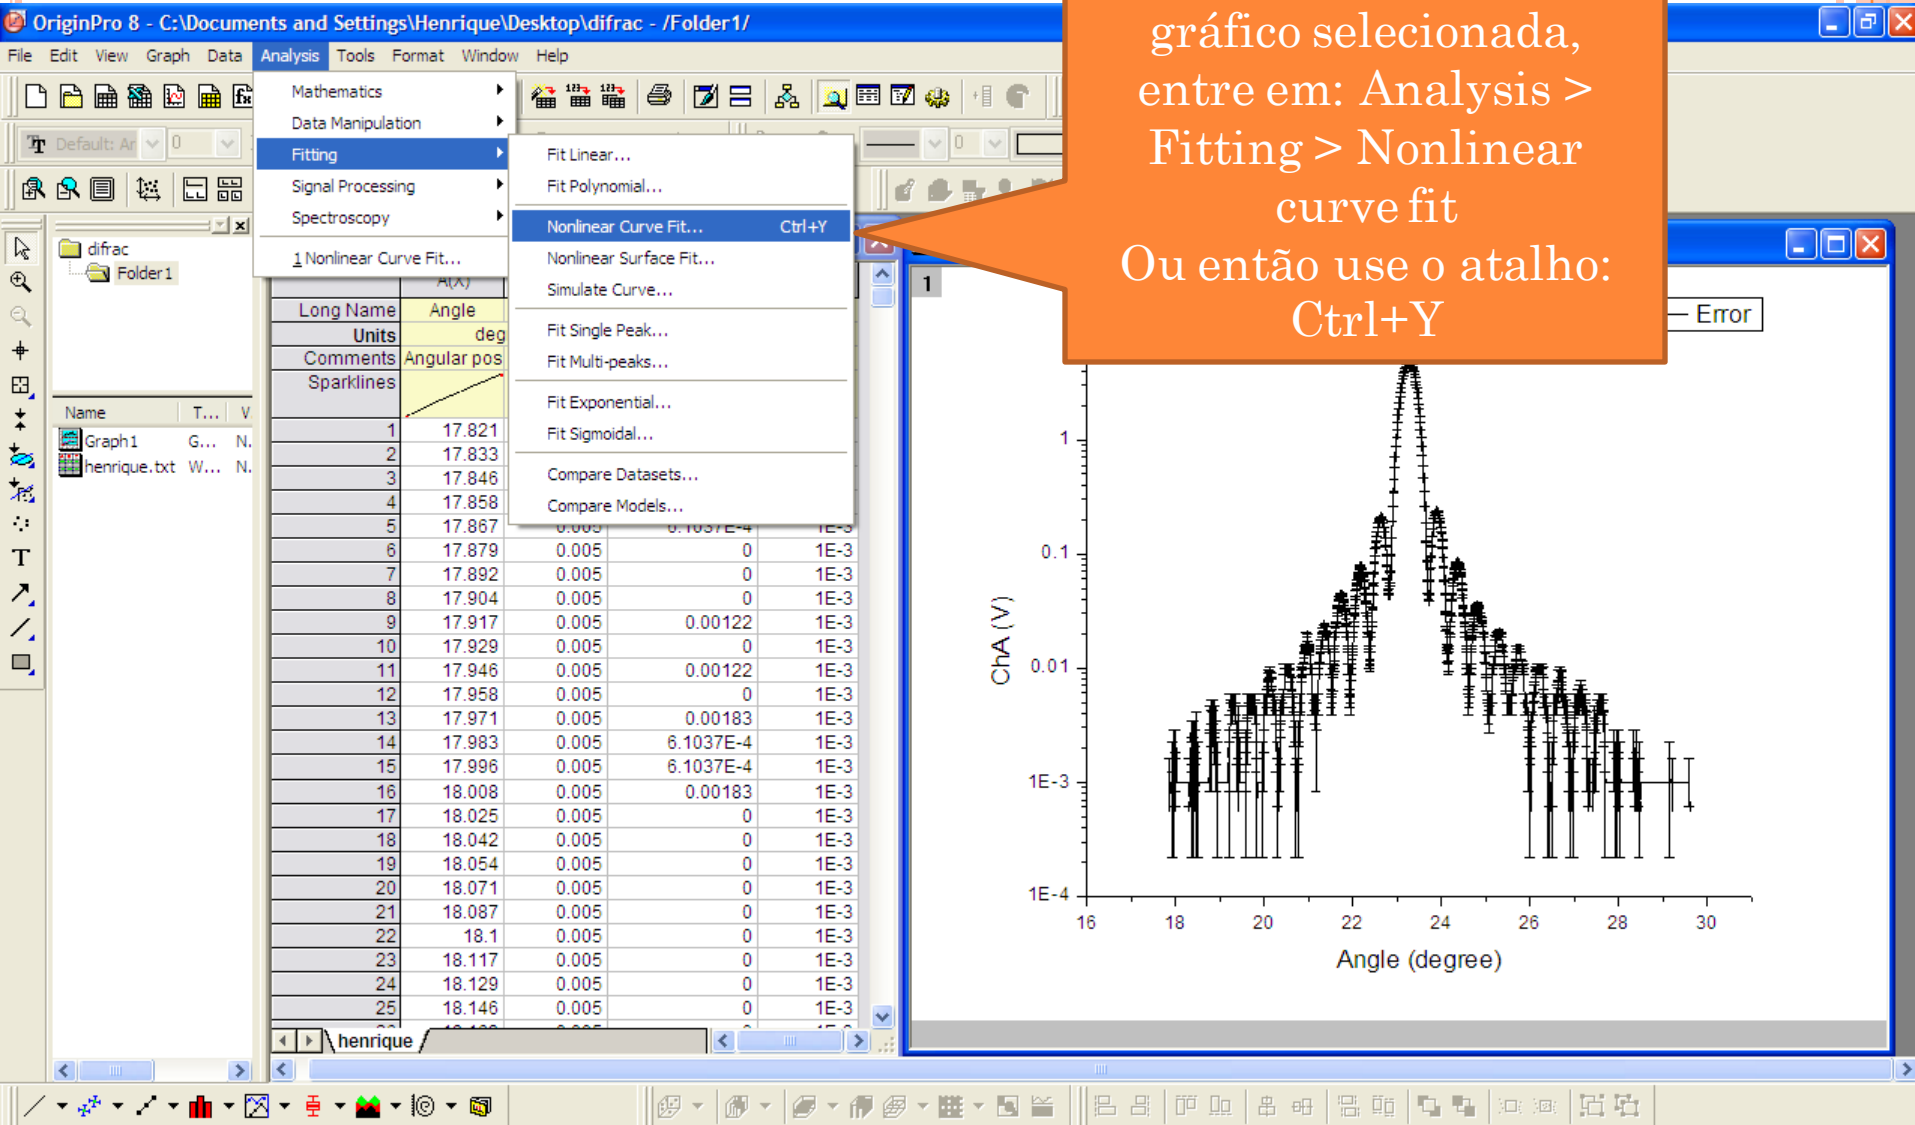 OriginPro 8 - C:\Documents and Settings\Henrique\Desktop\difrac - /Folder1/
File Edit View Graph Data Analysis Tools Format Window Help
gráfico selecionada,
entre em: Analysis >
Fitting > Nonlinear
curve fit
Ou então use o atalho:
Ctrl+Y
Mathematics
Data Manipulation
Fitting
Signal Processing
Spectroscopy
1 Nonlinear Curve Fit...
Fit Linear...
Fit Polynomial...
Nonlinear Curve Fit... Ctrl+Y
Nonlinear Surface Fit...
Simulate Curve...
Fit Single Peak...
Fit Multi-peaks...
Fit Exponential...
Fit Sigmoidal...
Compare Datasets...
Compare Models...
Default: Ar 0
0
difrac
Folder1
Name T... V
Graph1 G... N.
henrique.txt W... N.
A(X)
Long Name Angle
Units deg
Comments Angular pos
Sparklines
1 17.821
2 17.833
3 17.846
4 17.858
5 17.867 0.005 6.1037E-4 1E-3
6 17.879 0.005 0 1E-3
7 17.892 0.005 0 1E-3
8 17.904 0.005 0 1E-3
9 17.917 0.005 0.00122 1E-3
10 17.929 0.005 0 1E-3
11 17.946 0.005 0.00122 1E-3
12 17.958 0.005 0 1E-3
13 17.971 0.005 0.00183 1E-3
14 17.983 0.005 6.1037E-4 1E-3
15 17.996 0.005 6.1037E-4 1E-3
16 18.008 0.005 0.00183 1E-3
17 18.025 0.005 0 1E-3
18 18.042 0.005 0 1E-3
19 18.054 0.005 0 1E-3
20 18.071 0.005 0 1E-3
21 18.087 0.005 0 1E-3
22 18.1 0.005 0 1E-3
23 18.117 0.005 0 1E-3
24 18.129 0.005 0 1E-3
25 18.146 0.005 0 1E-3
henrique
1
Error
1
0.1
0.01
1E-3
1E-4
ChA (V)
16 18 20 22 24 26 28 30
Angle (degree)